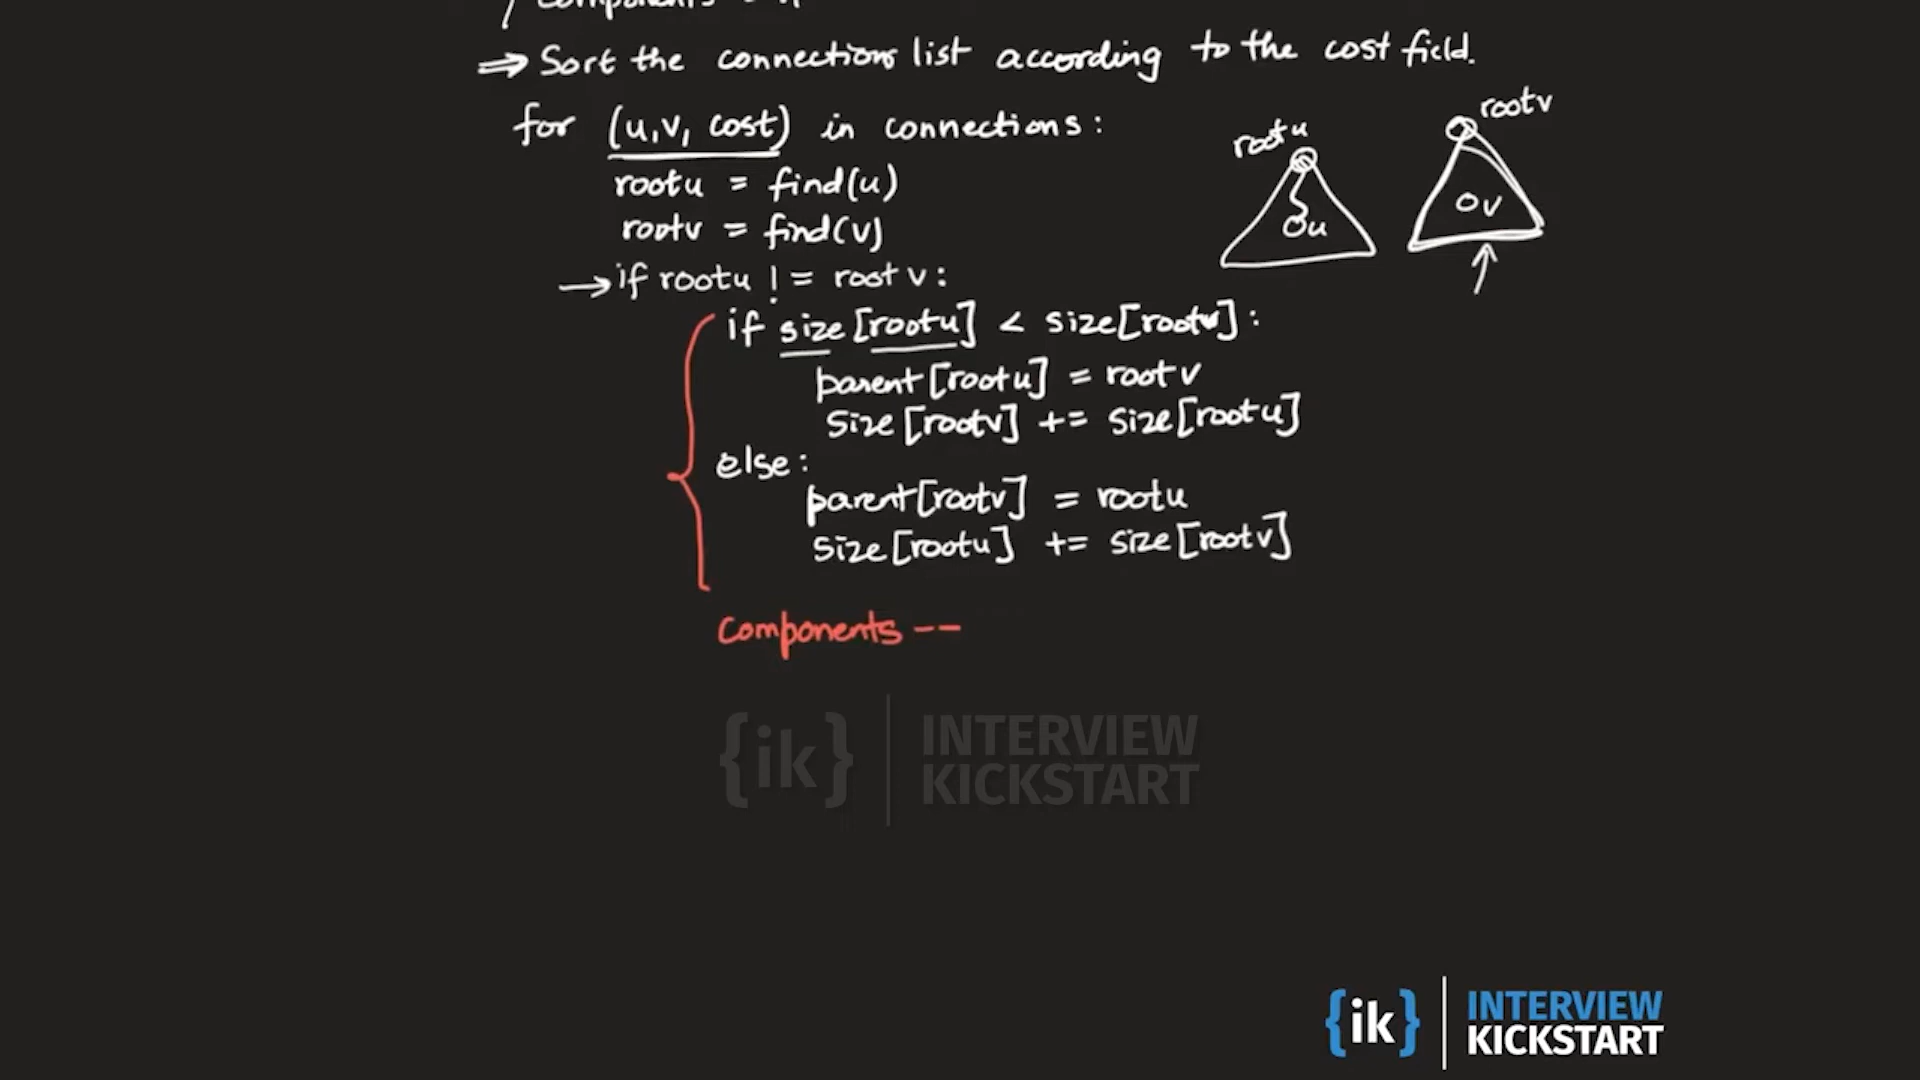 components
⇒ Sort the connections list according to the cost field.
for (u,v, cost) in connections:
rootu = find(u)
rootv = find(v)
→ if rootu != rootv:
if size[rootu] < size[rootv]:
parent[rootu] = rootv
size[rootv] += size[rootu]
else:
parent[rootv] = rootu
size[rootu] += size[rootv]
components --
rootu
u
rootv
v
{ik} INTERVIEW
KICKSTART
{ik} INTERVIEW
KICKSTART